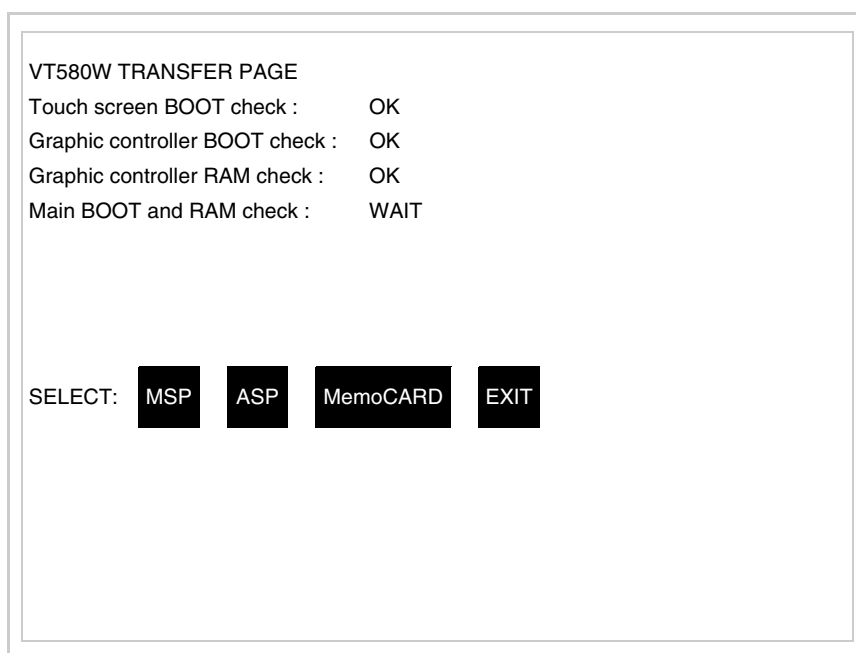 VT580W TRANSFER PAGE
Touch screen BOOT check : OK
Graphic controller BOOT check : OK
Graphic controller RAM check : OK
Main BOOT and RAM check : WAIT
SELECT: MSP ASP MemoCARD EXIT